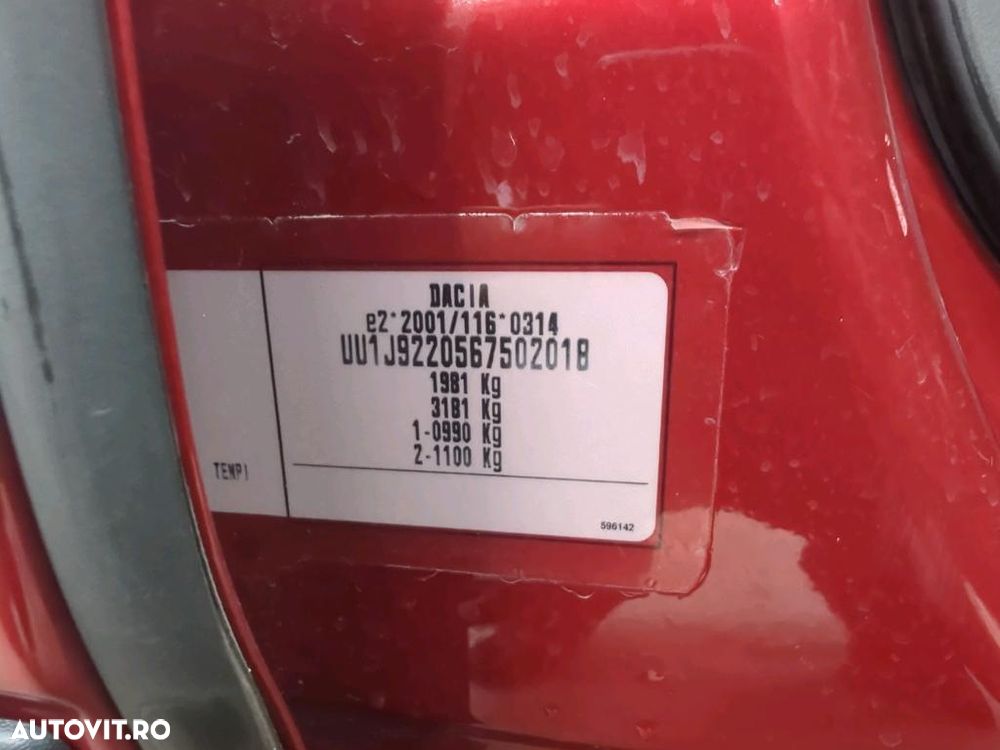 DACIA
e2*2001/116*0314
UU1J9220567502018
1981 Kg
3181 Kg
1-0990 Kg
2-1100 Kg
TEMPI
596142
AUTOVIT.RO